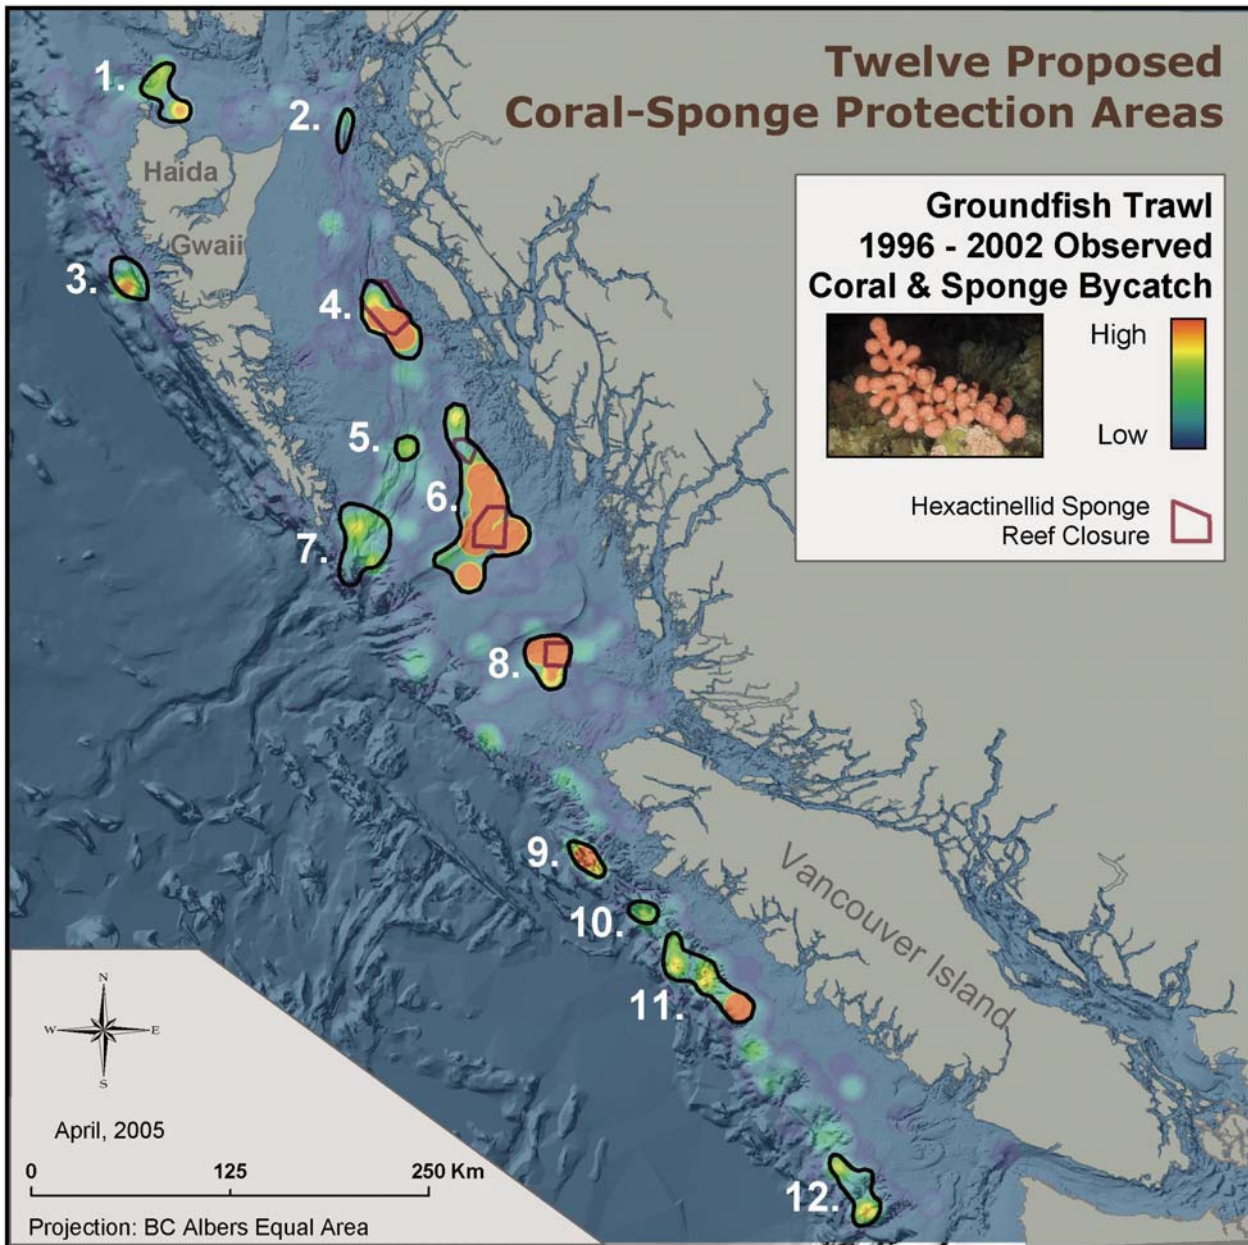 Twelve Proposed
Coral-Sponge Protection Areas
Groundfish Trawl
1996 - 2002 Observed
Coral & Sponge Bycatch
High
Low
Hexactinellid Sponge
Reef Closure
1.
2.
Haida
Gwaii
3.
4.
5.
6.
7.
8.
9.
10.
11.
12.
Vancouver Island
N
W E
S
April, 2005
0 125 250 Km
Projection: BC Albers Equal Area